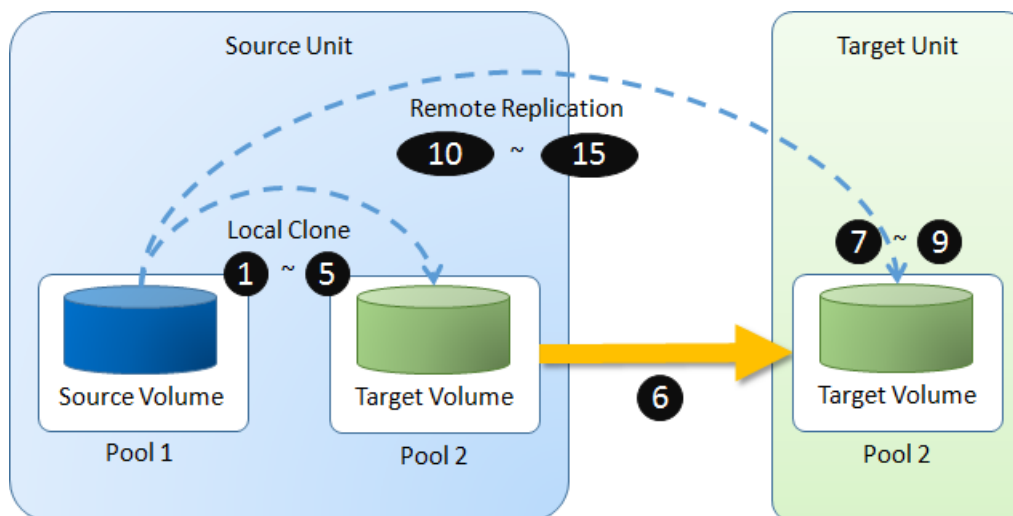 Source Unit
Target Unit
Remote Replication
10 ~ 15
Local Clone
1 ~ 5
7 ~ 9
Source Volume
Target Volume
6
Target Volume
Pool 1
Pool 2
Pool 2